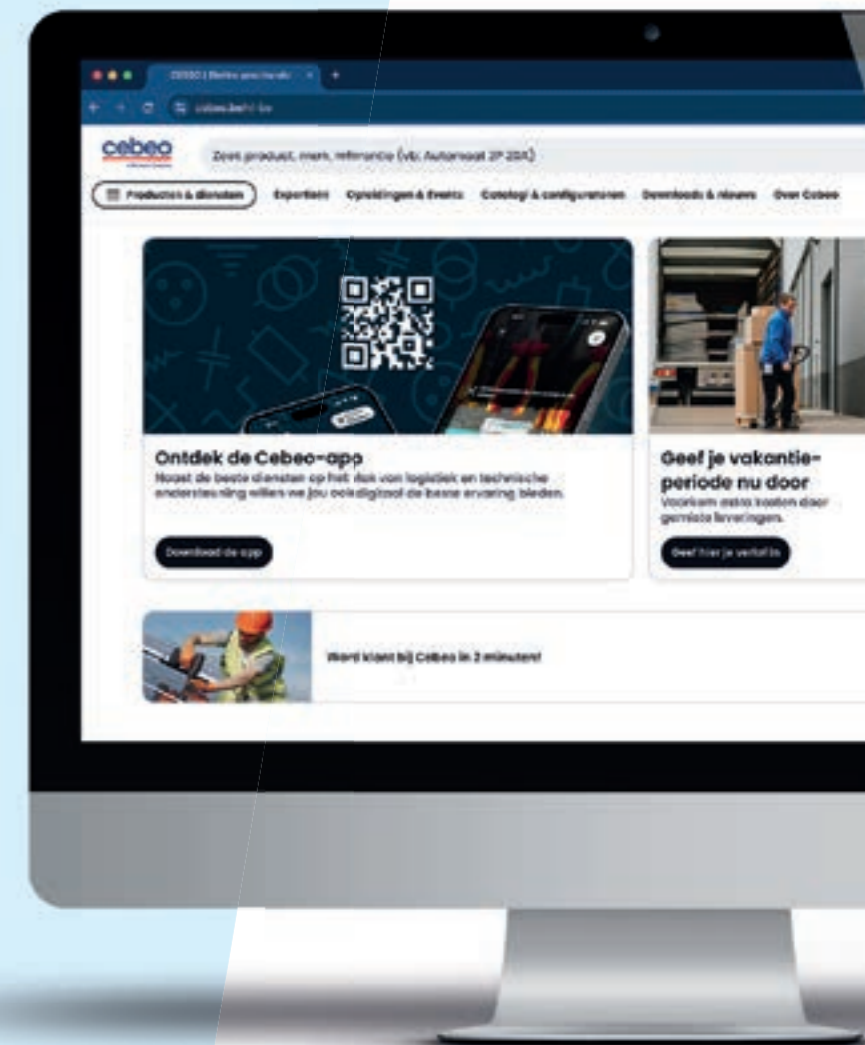 cebeo
Zoek product, merk, referentie (vb: Automaat 2P 20A)
Producten & diensten Expertises Opleidingen & Events Catalogi & configuratoren Downloads & nieuws Over Cebeo
Ontdek de Cebeo-app
Naast de beste diensten op het vlak van logistiek en technische
ondersteuning willen we jou ook digitaal de beste ervaring bieden.
Download de app
Geef je vakantie-
periode nu door
Voorkom extra kosten door
gemiste leveringen.
Geef hier je verlof in
Word klant bij Cebeo in 2 minuten!